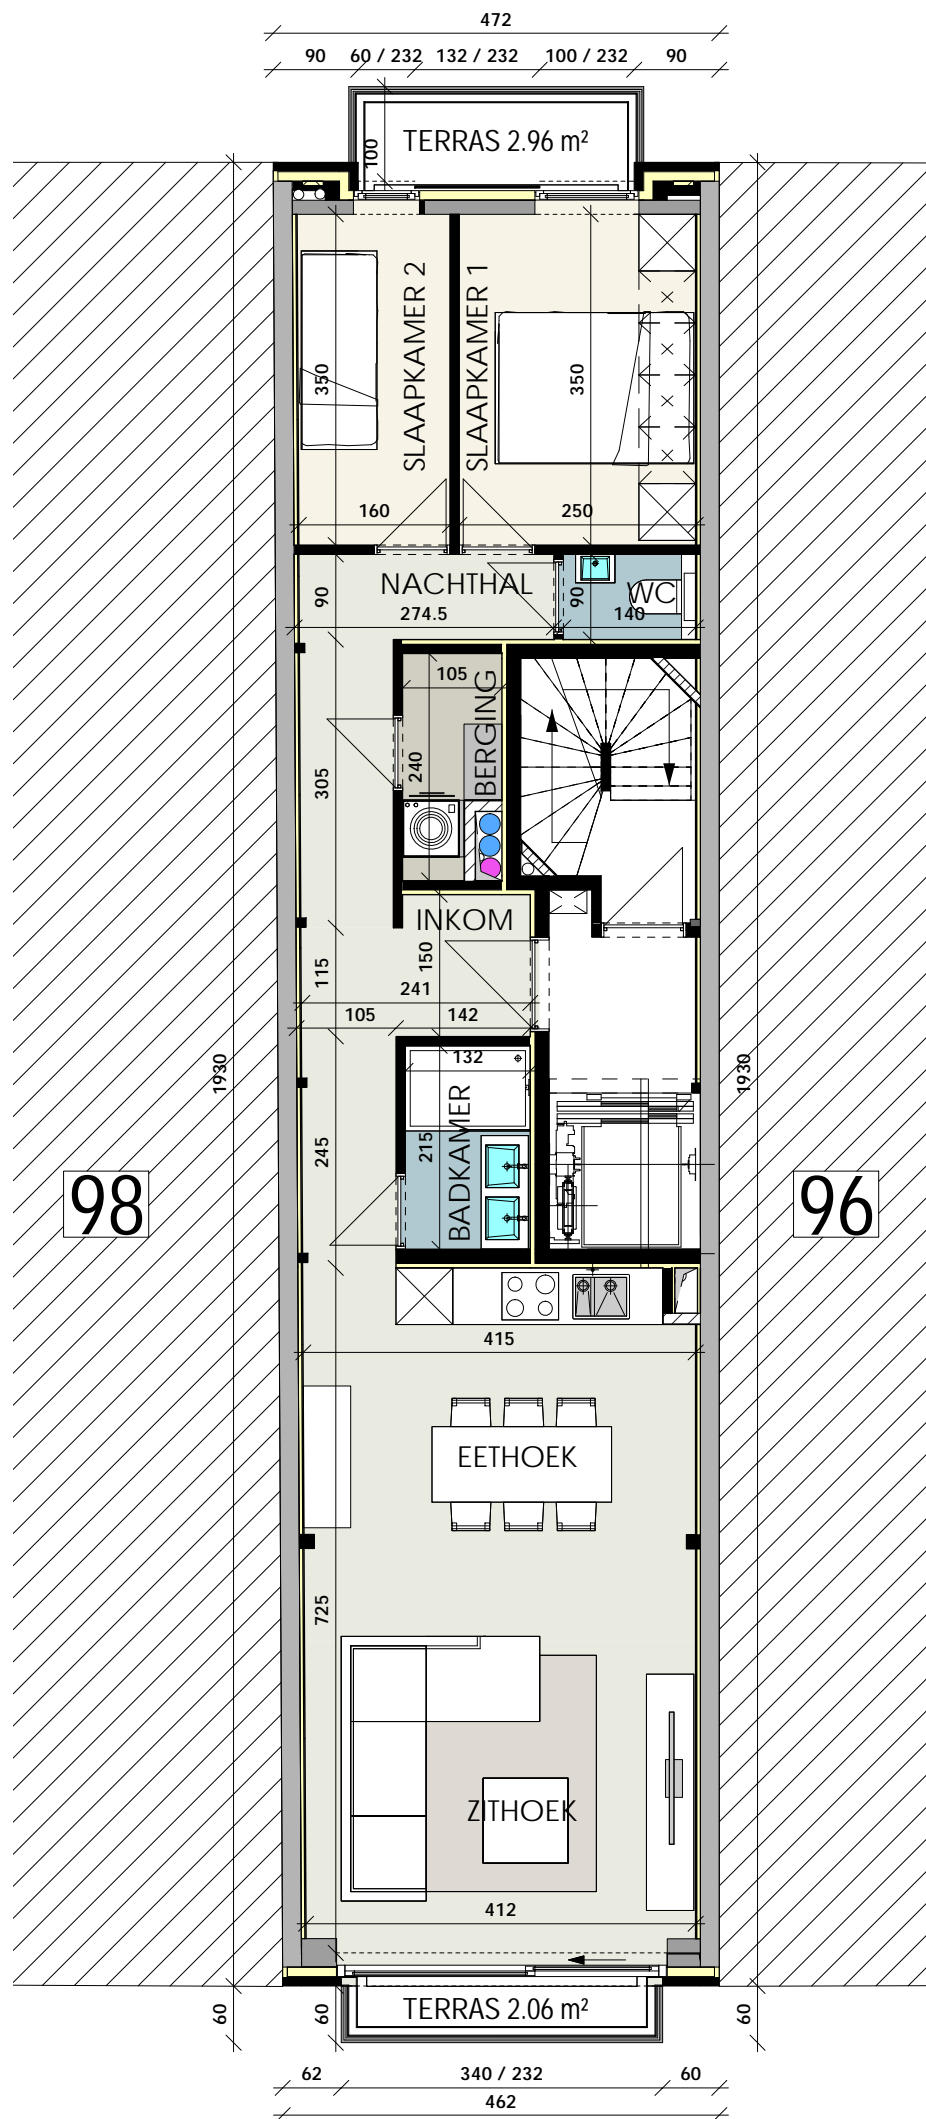 472
90
60 / 232
132 / 232
100 / 232
90
TERRAS 2.96 m²
100
SLAAPKAMER 2
SLAAPKAMER 1
350
350
160
250
NACHTHAL
WC
90
90
274.5
140
105
BERGING
240
305
INKOM
150
115
241
105
142
1930
1930
132
BADKAMER
215
245
98
96
415
EETHOEK
725
ZITHOEK
412
TERRAS 2.06 m²
60
60
60
62
340 / 232
60
462